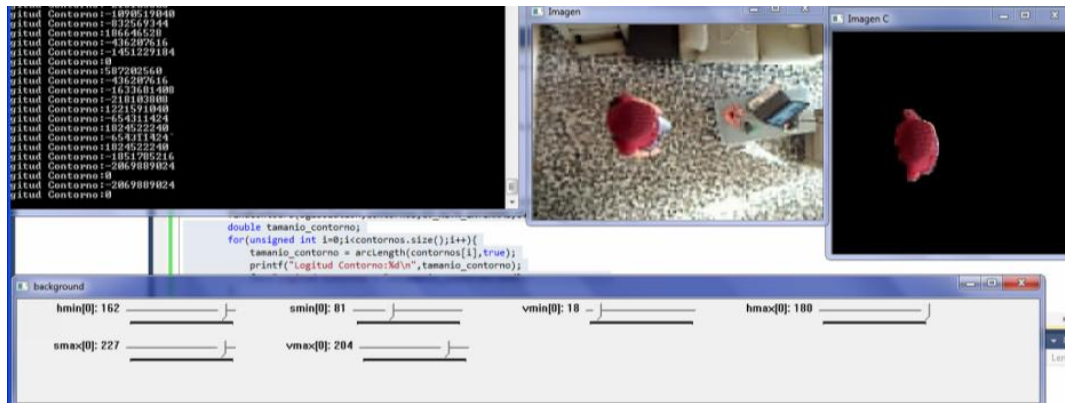 gitud Contorno:-1090519040
gitud Contorno:-832569344
gitud Contorno:186646528
gitud Contorno:-436207616
gitud Contorno:-1451229184
gitud Contorno:0
gitud Contorno:587202560
gitud Contorno:-436207616
gitud Contorno:-1633681408
gitud Contorno:-218103808
gitud Contorno:1221591040
gitud Contorno:-654311424
gitud Contorno:1824522240
gitud Contorno:-654311424
gitud Contorno:1824522240
gitud Contorno:-1851785216
gitud Contorno:-2069889024
gitud Contorno:0
gitud Contorno:-2069889024
gitud Contorno:0
Imagen
Imagen C
double tamanio_contorno;
for(unsigned int i=0;i<contornos.size();i++){
tamanio_contorno = arcLength(contornos[i],true);
printf("Logitud Contorno:%d\n",tamanio_contorno);
background
hmin[0]: 162
smin[0]: 81
vmin[0]: 18
hmax[0]: 180
smax[0]: 227
vmax[0]: 204
Len